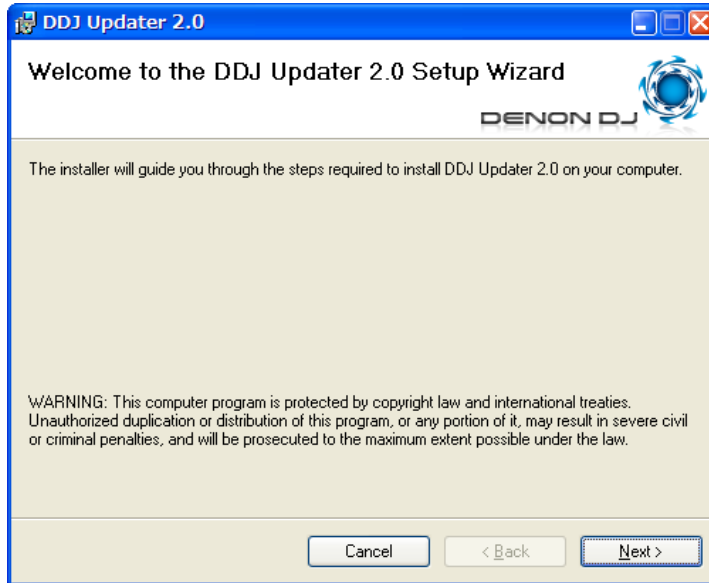 DDJ Updater 2.0
Welcome to the DDJ Updater 2.0 Setup Wizard
DENON DJ
The installer will guide you through the steps required to install DDJ Updater 2.0 on your computer.
WARNING: This computer program is protected by copyright law and international treaties.
Unauthorized duplication or distribution of this program, or any portion of it, may result in severe civil
or criminal penalties, and will be prosecuted to the maximum extent possible under the law.
Cancel < Back Next >